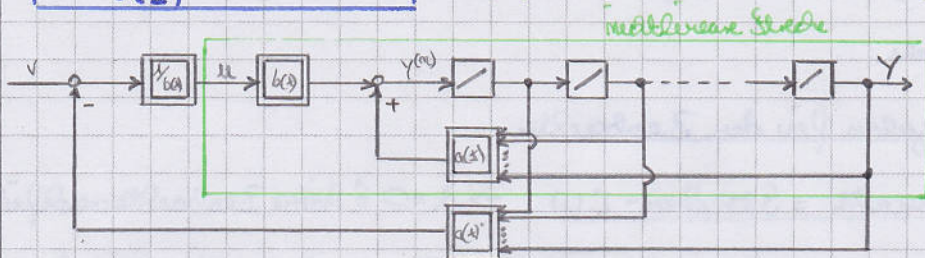 nichtlineare Strecke
v
-
1/b(x)
u
b(x)
+
y(n)
Y
a(x)
a(x)